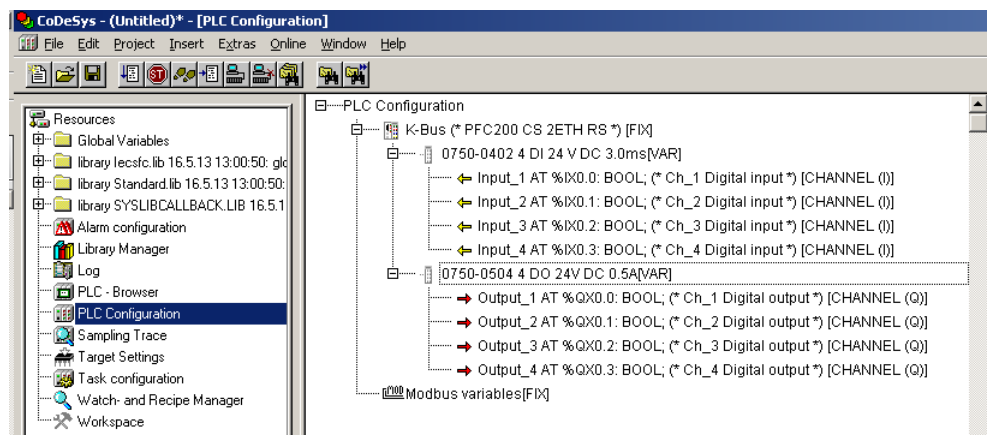 CoDeSys - (Untitled)* - [PLC Configuration]
File Edit Project Insert Extras Online Window Help
Resources
Global Variables
library Iecsfc.lib 16.5.13 13:00:50: glo
library Standard.lib 16.5.13 13:00:50:
library SYSLIBCALLBACK.LIB 16.5.1
Alarm configuration
Library Manager
Log
PLC - Browser
PLC Configuration
Sampling Trace
Target Settings
Task configuration
Watch- and Recipe Manager
Workspace
PLC Configuration
K-Bus (* PFC200 CS 2ETH RS *) [FIX]
0750-0402 4 DI 24 V DC 3.0ms[VAR]
Input_1 AT %IX0.0: BOOL; (* Ch_1 Digital input *) [CHANNEL (I)]
Input_2 AT %IX0.1: BOOL; (* Ch_2 Digital input *) [CHANNEL (I)]
Input_3 AT %IX0.2: BOOL; (* Ch_3 Digital input *) [CHANNEL (I)]
Input_4 AT %IX0.3: BOOL; (* Ch_4 Digital input *) [CHANNEL (I)]
0750-0504 4 DO 24V DC 0.5A[VAR]
Output_1 AT %QX0.0: BOOL; (* Ch_1 Digital output *) [CHANNEL (Q)]
Output_2 AT %QX0.1: BOOL; (* Ch_2 Digital output *) [CHANNEL (Q)]
Output_3 AT %QX0.2: BOOL; (* Ch_3 Digital output *) [CHANNEL (Q)]
Output_4 AT %QX0.3: BOOL; (* Ch_4 Digital output *) [CHANNEL (Q)]
Modbus variables[FIX]